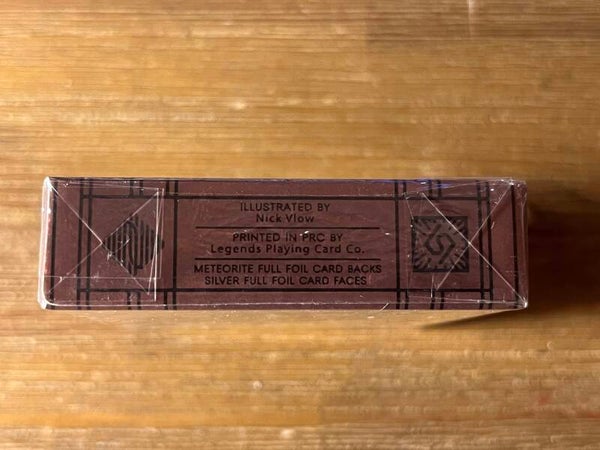 ILLUSTRATED BY
Nick Vlow
PRINTED IN PRC BY
Legends Playing Card Co.
METEORITE FULL FOIL CARD BACKS
SILVER FULL FOIL CARD FACES